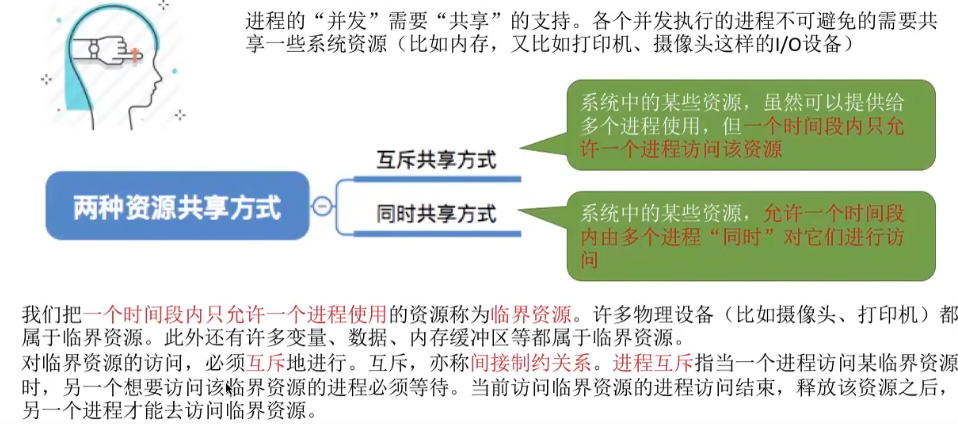 进程的“并发”需要“共享”的支持。各个并发执行的进程不可避免的需要共
享一些系统资源（比如内存，又比如打印机、摄像头这样的I/O设备）
系统中的某些资源，虽然可以提供给
多个进程使用，但一个时间段内只允
许一个进程访问该资源
互斥共享方式
两种资源共享方式
同时共享方式
系统中的某些资源，允许一个时间段
内由多个进程“同时”对它们进行访
问
我们把一个时间段内只允许一个进程使用的资源称为临界资源。许多物理设备（比如摄像头、打印机）都
属于临界资源。此外还有许多变量、数据、内存缓冲区等都属于临界资源。
对临界资源的访问，必须互斥地进行。互斥，亦称间接制约关系。进程互斥指当一个进程访问某临界资源
时，另一个想要访问该临界资源的进程必须等待。当前访问临界资源的进程访问结束，释放该资源之后，
另一个进程才能去访问临界资源。